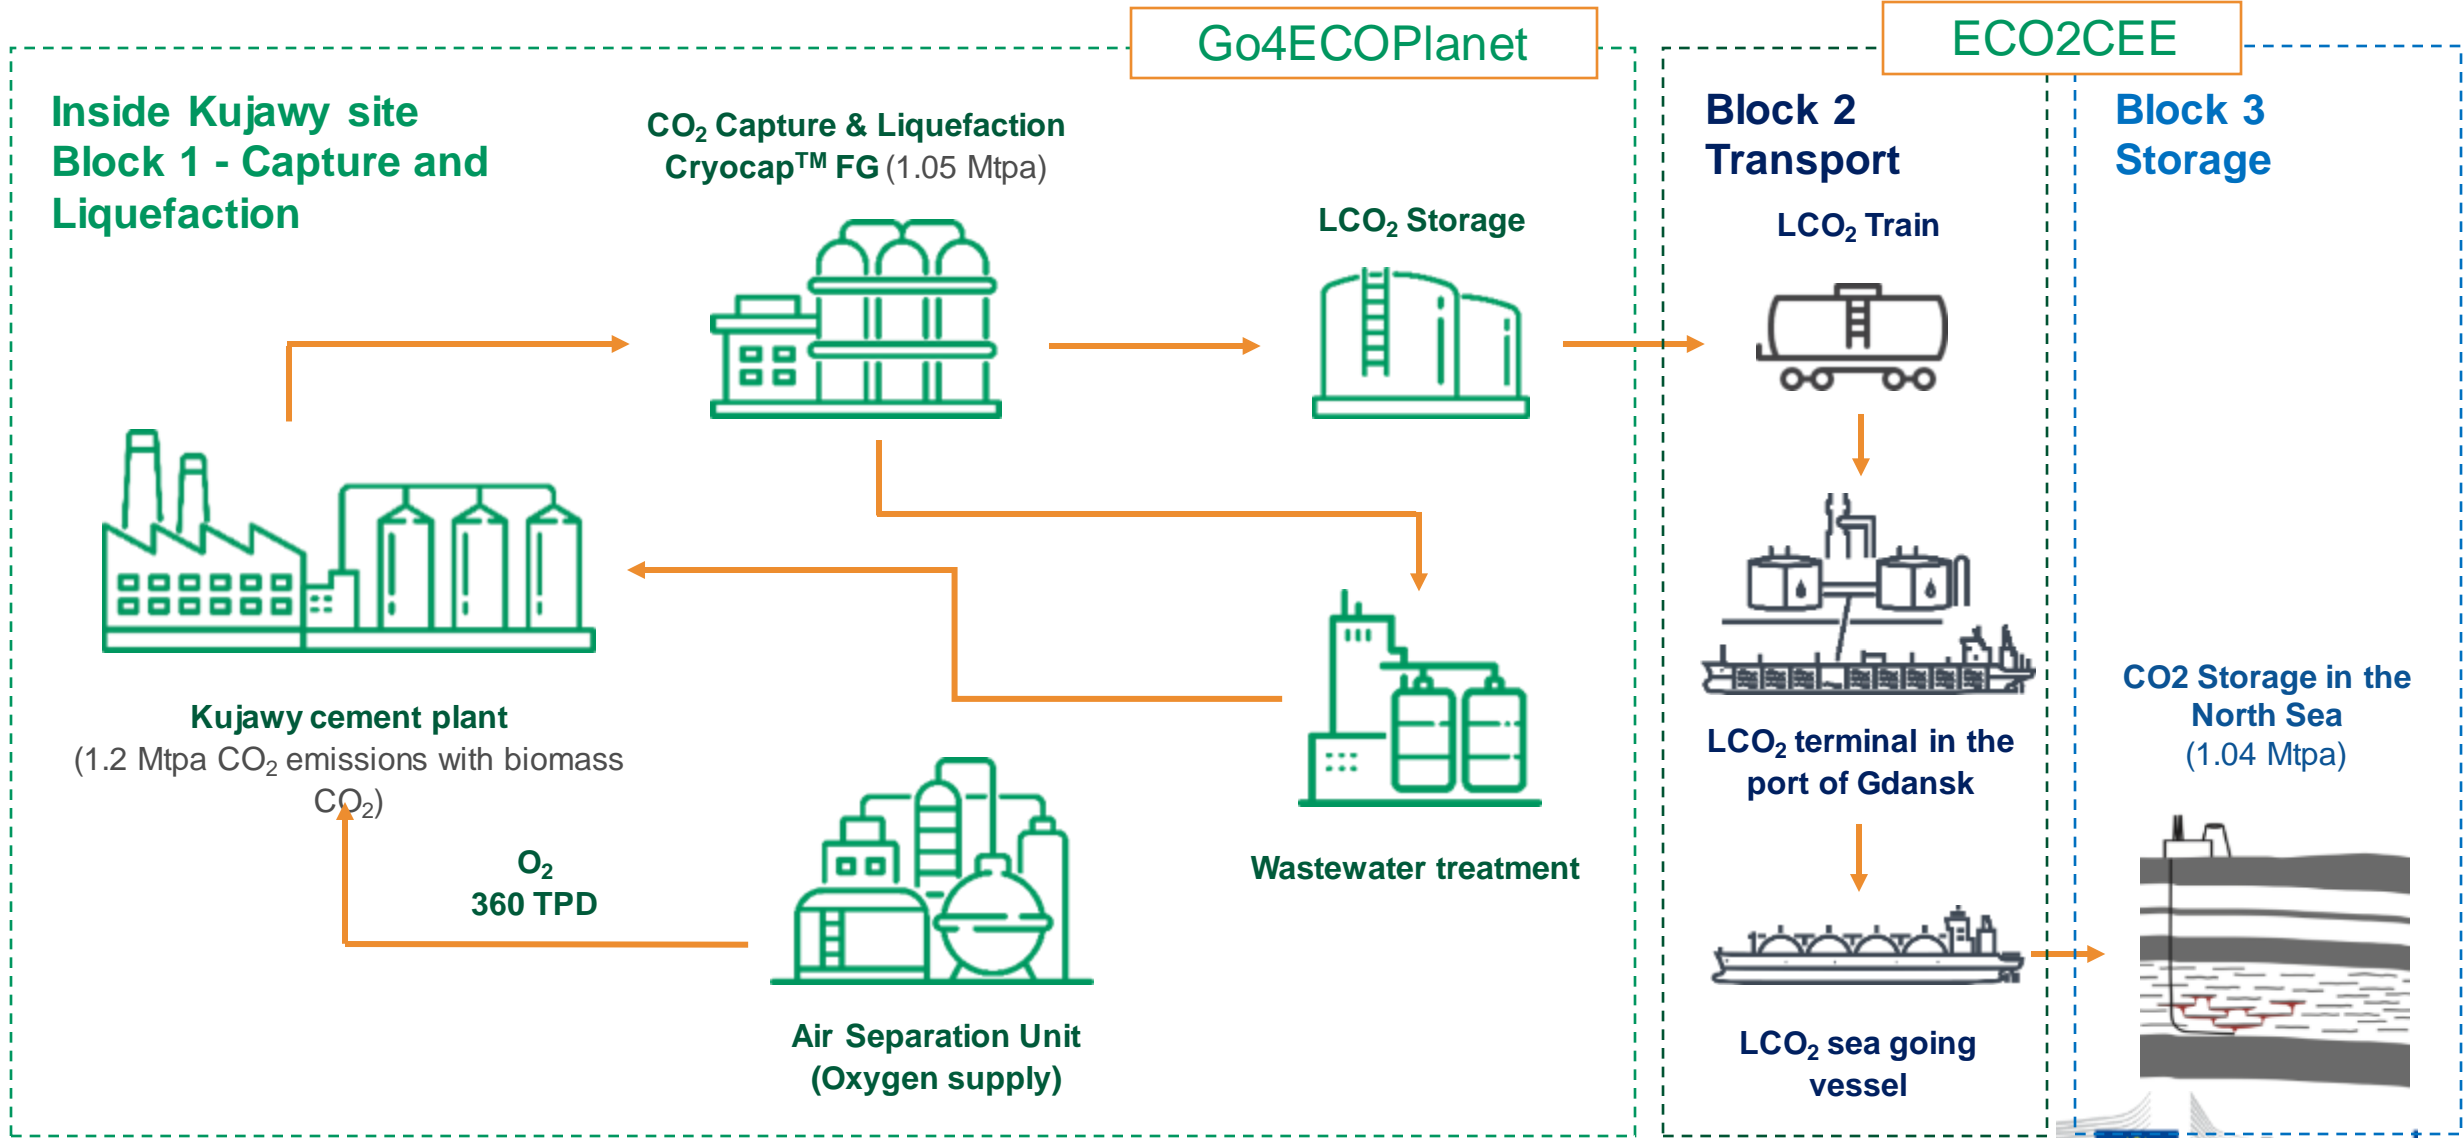 Go4ECOPlanet
ECO2CEE
Inside Kujawy site
Block 1 - Capture and
Liquefaction
CO₂ Capture & Liquefaction
Cryocap™ FG (1.05 Mtpa)
LCO₂ Storage
Kujawy cement plant
(1.2 Mtpa CO₂ emissions with biomass
CO₂)
O₂
360 TPD
Air Separation Unit
(Oxygen supply)
Wastewater treatment
Block 2
Transport
LCO₂ Train
LCO₂ terminal in the
port of Gdansk
LCO₂ sea going
vessel
Block 3
Storage
CO2 Storage in the
North Sea
(1.04 Mtpa)